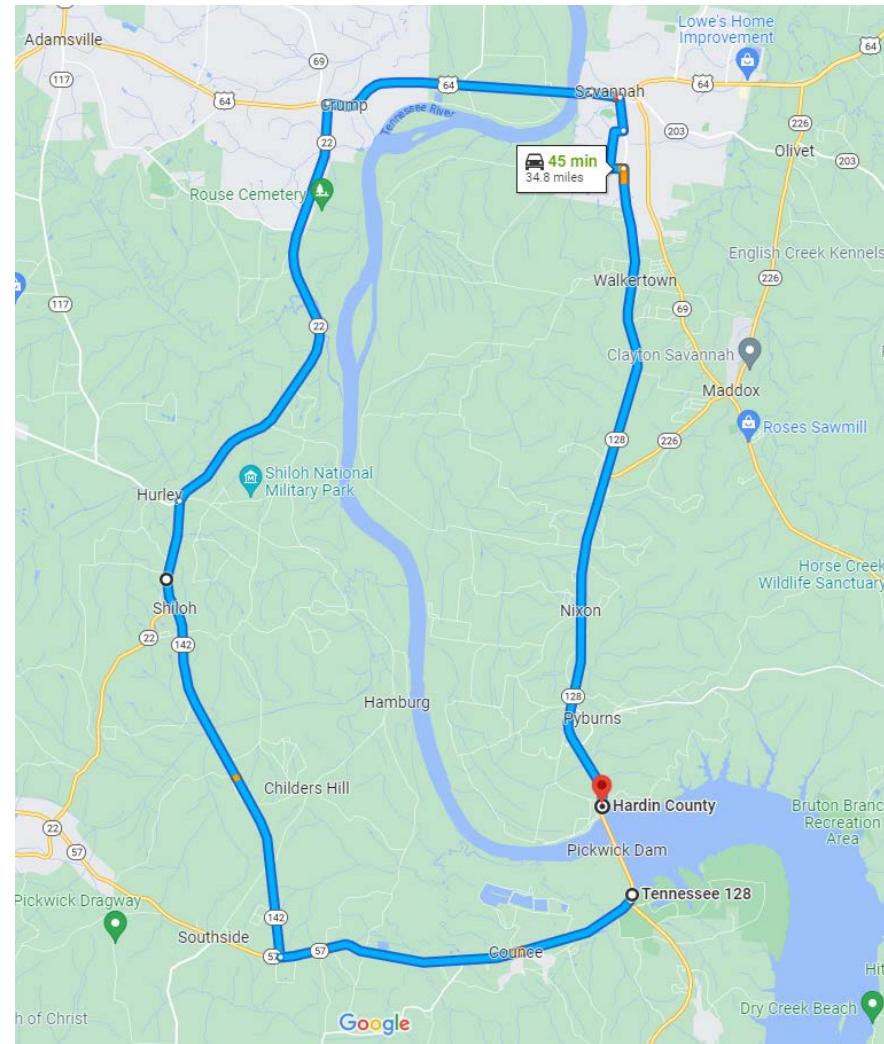 Lowe's Home
Improvement
Adamsville
69
64
117
64
64
Crump
Savannah
64
Tennessee River
203
226
Olivet
203
22
45 min
34.8 miles
Rouse Cemetery
English Creek Kennels
226
Walkertown
117
69
22
Clayton Savannah
Maddox
Roses Sawmill
128
226
Shiloh National
Military Park
Hurley
Horse Creek
Wildlife Sanctuary
Shiloh
Nixon
22
142
128
Hamburg
Pyburns
Childers Hill
Hardin County
Bruton Branc
Recreation
Area
22
57
Pickwick Dam
Pickwick Dragway
Tennessee 128
142
Southside
57
57
Counce
Hit
Dry Creek Beach
h of Christ
Google